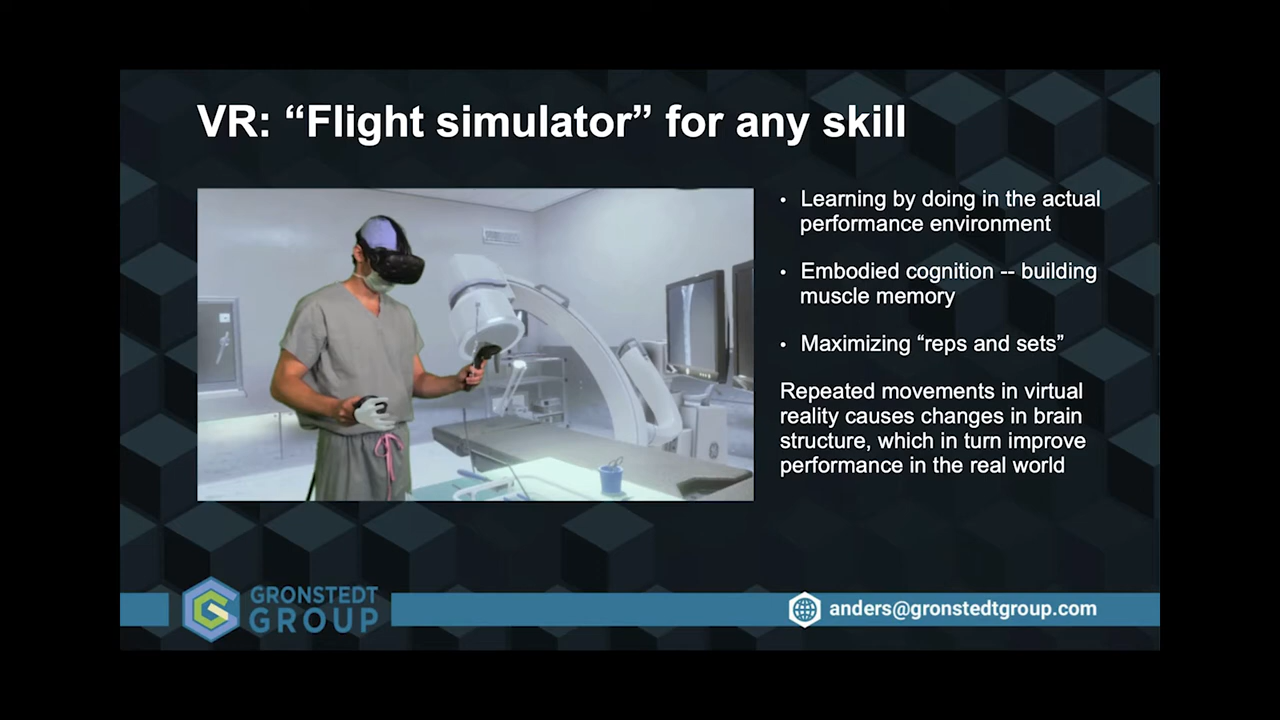 VR: “Flight simulator” for any skill
• Learning by doing in the actual
performance environment
• Embodied cognition -- building
muscle memory
• Maximizing “reps and sets”
Repeated movements in virtual
reality causes changes in brain
structure, which in turn improve
performance in the real world
GRONSTEDT
GROUP
anders@gronstedtgroup.com